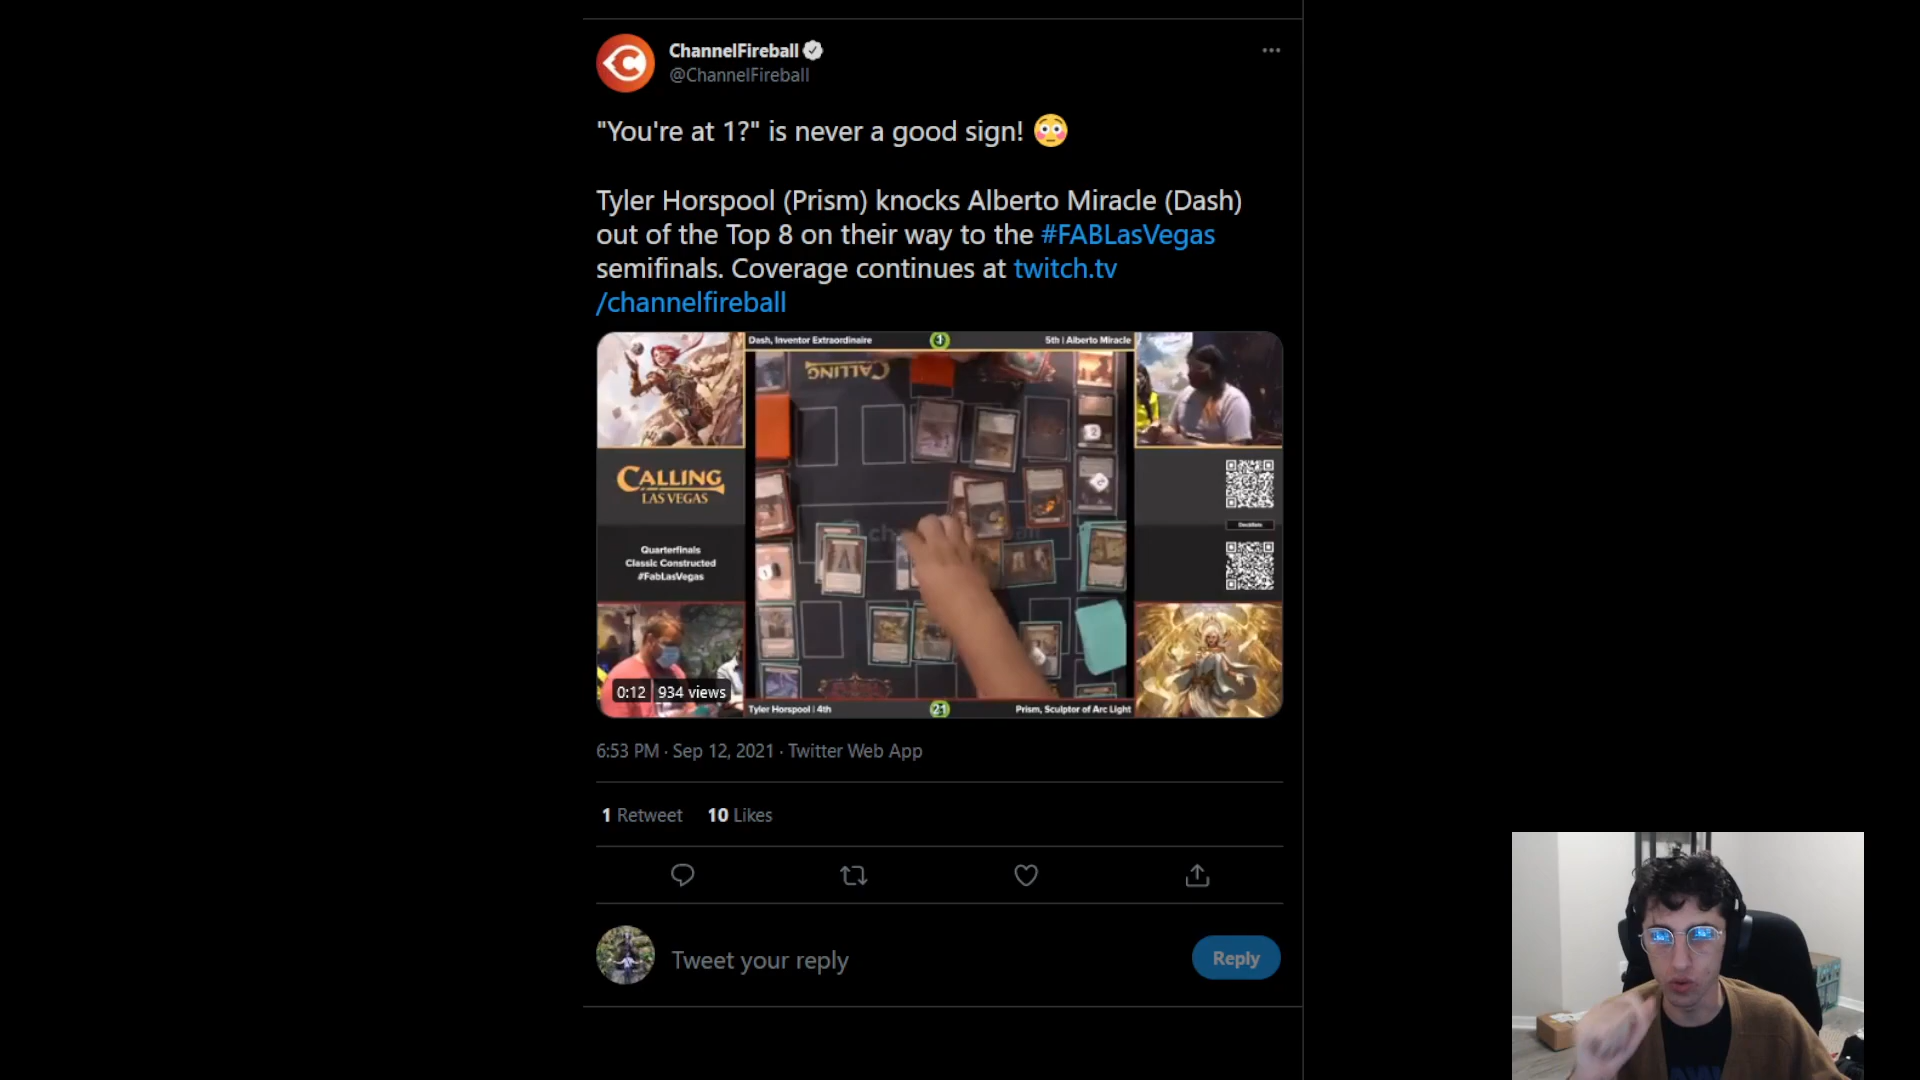 ChannelFireball
@ChannelFireball
"You're at 1?" is never a good sign! 😳
Tyler Horspool (Prism) knocks Alberto Miracle (Dash)
out of the Top 8 on their way to the #FABLasVegas
semifinals. Coverage continues at twitch.tv
/channelfireball
Dash, Inventor Extraordinaire
1
5th | Alberto Miracle
CALLING
CALLING
LAS VEGAS
Quarterfinals
Classic Constructed
#FabLasVegas
2
1
0:12
934 views
Tyler Horspool | 4th
21
Prism, Sculptor of Arc Light
6:53 PM · Sep 12, 2021 · Twitter Web App
1 Retweet 10 Likes
Tweet your reply
Reply